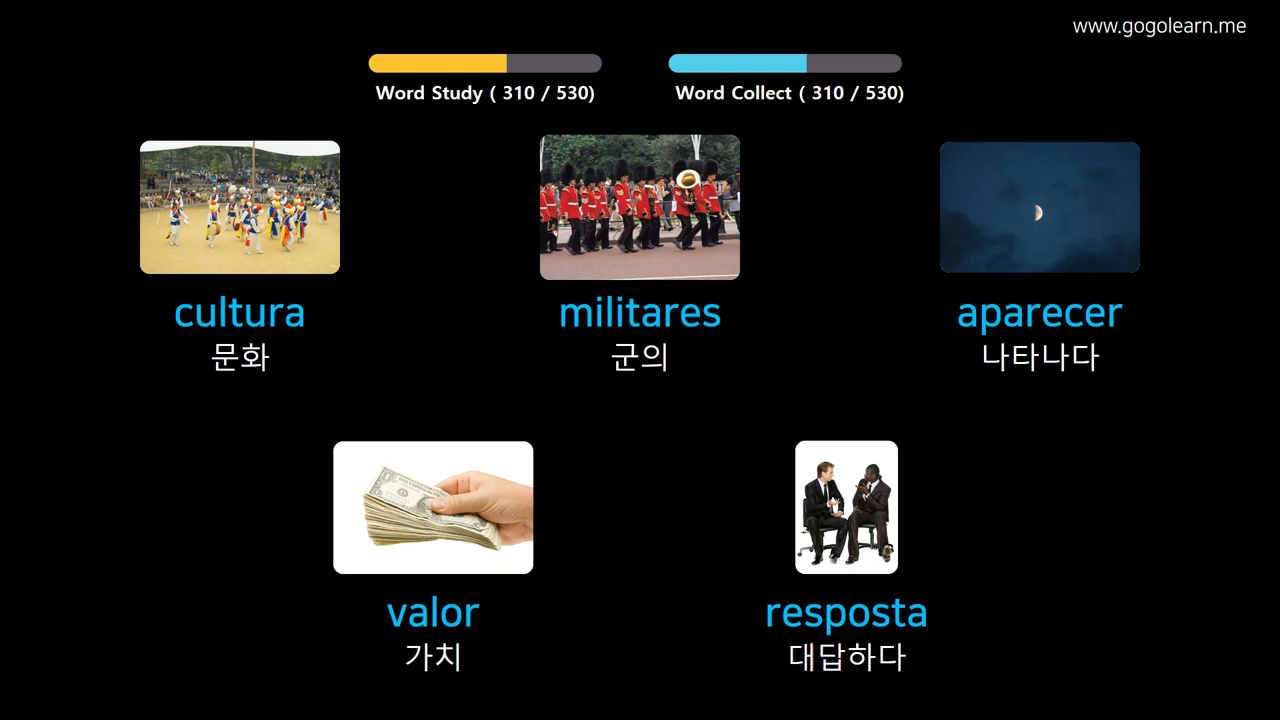 www.gogolearn.me
Word Study ( 310 / 530)
Word Collect ( 310 / 530)
cultura
문화
militares
군의
aparecer
나타나다
valor
가치
resposta
대답하다